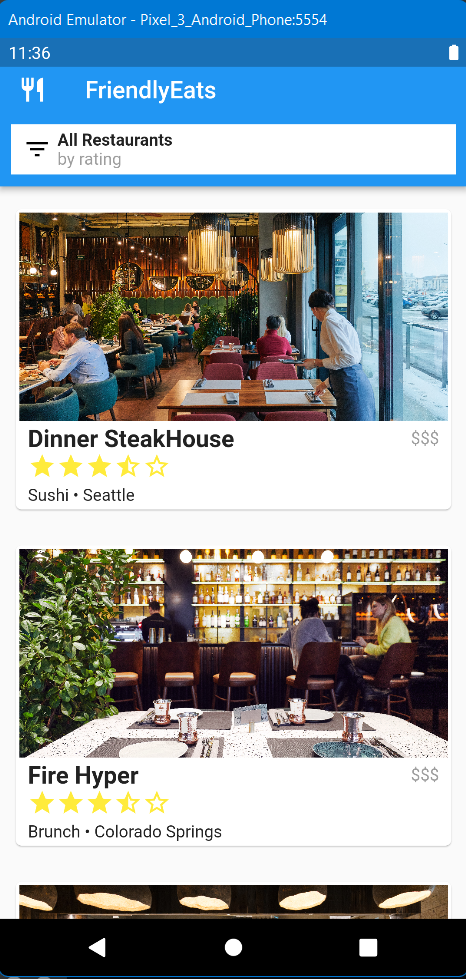 Android Emulator - Pixel_3_Android_Phone:5554
11:36
FriendlyEats
All Restaurants
by rating
Dinner SteakHouse $$$
Sushi • Seattle
Fire Hyper $$$
Brunch • Colorado Springs